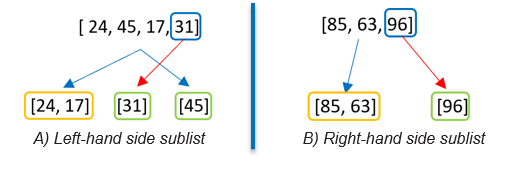 [ 24, 45, 17, 31]
[24, 17] [31] [45]
A) Left-hand side sublist
[85, 63, 96]
[85, 63] [96]
B) Right-hand side sublist